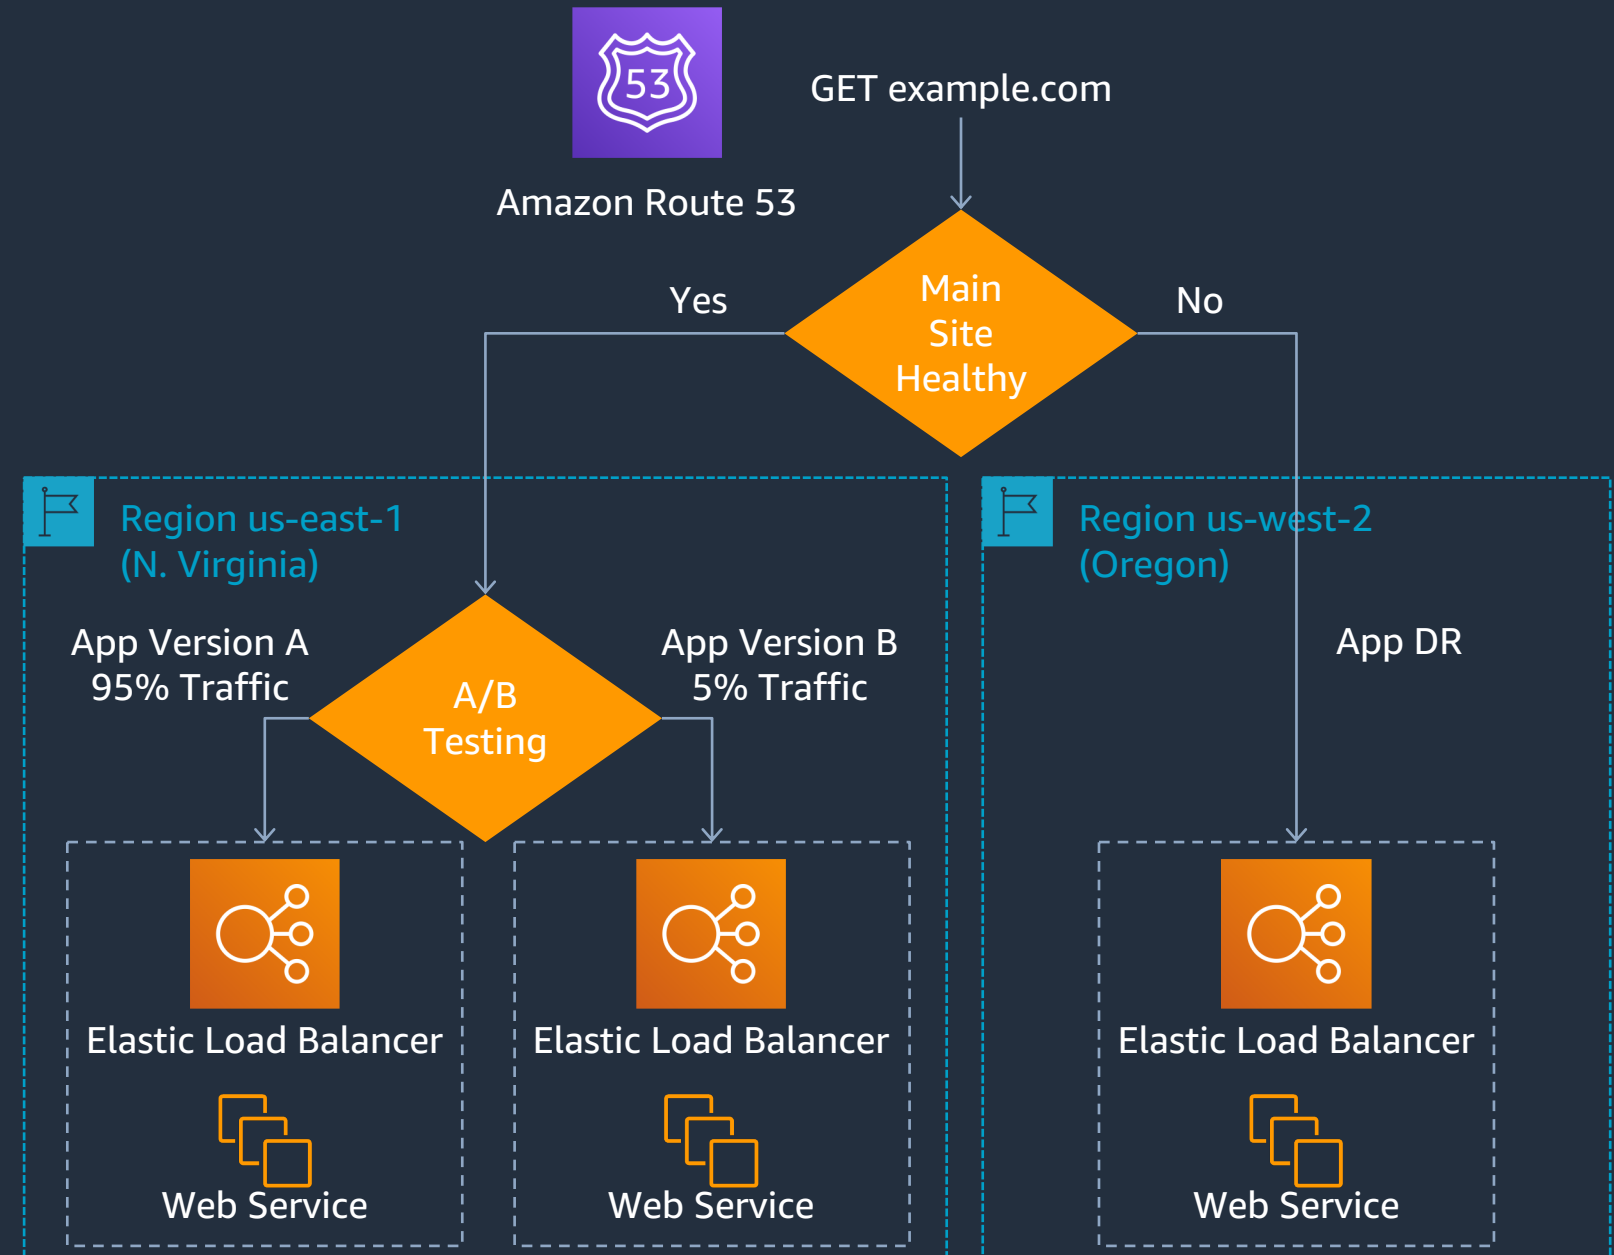 53
GET example.com
Amazon Route 53
Main
Site
Healthy
Yes
No
Region us-east-1
(N. Virginia)
Region us-west-2
(Oregon)
App Version A
95% Traffic
App Version B
5% Traffic
App DR
A/B
Testing
Elastic Load Balancer
Elastic Load Balancer
Elastic Load Balancer
Web Service
Web Service
Web Service